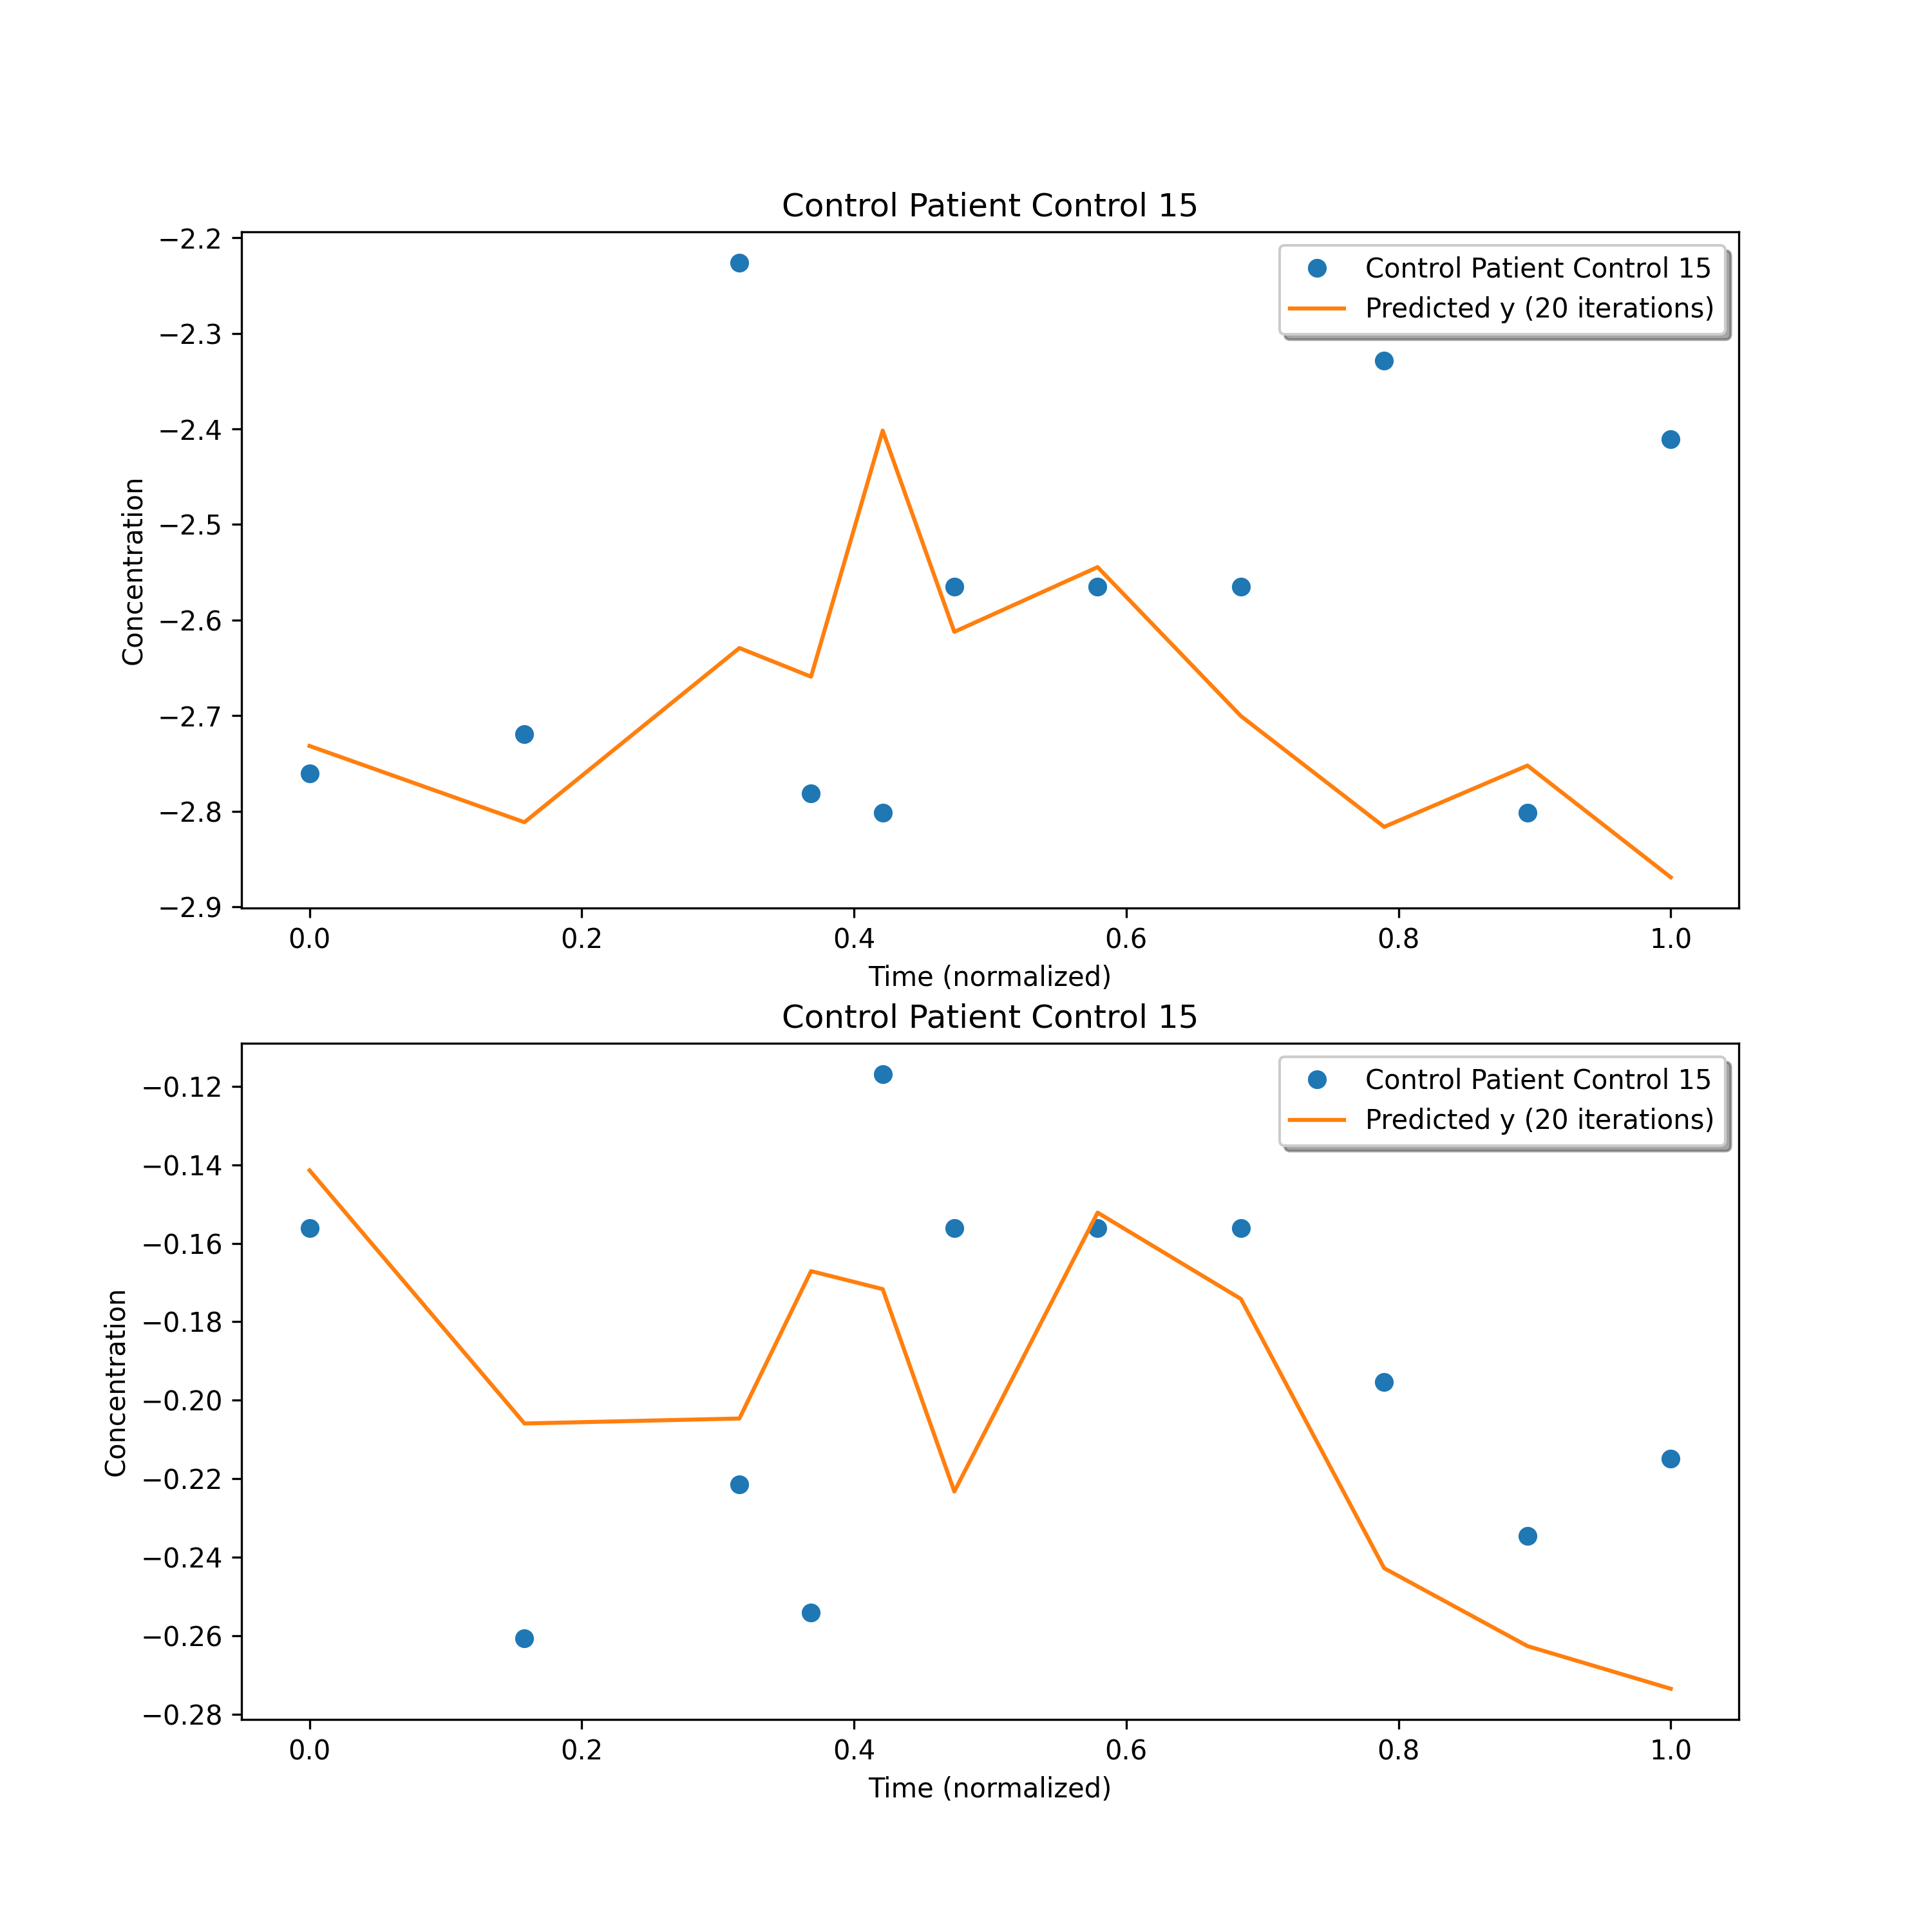 Control Patient Control 15
−2.2
−2.3
−2.4
−2.5
−2.6
−2.7
−2.8
−2.9
Concentration
Control Patient Control 15
Predicted y (20 iterations)
0.0 0.2 0.4 0.6 0.8 1.0
Time (normalized)
Control Patient Control 15
−0.12
−0.14
−0.16
−0.18
−0.20
−0.22
−0.24
−0.26
−0.28
Concentration
Control Patient Control 15
Predicted y (20 iterations)
0.0 0.2 0.4 0.6 0.8 1.0
Time (normalized)